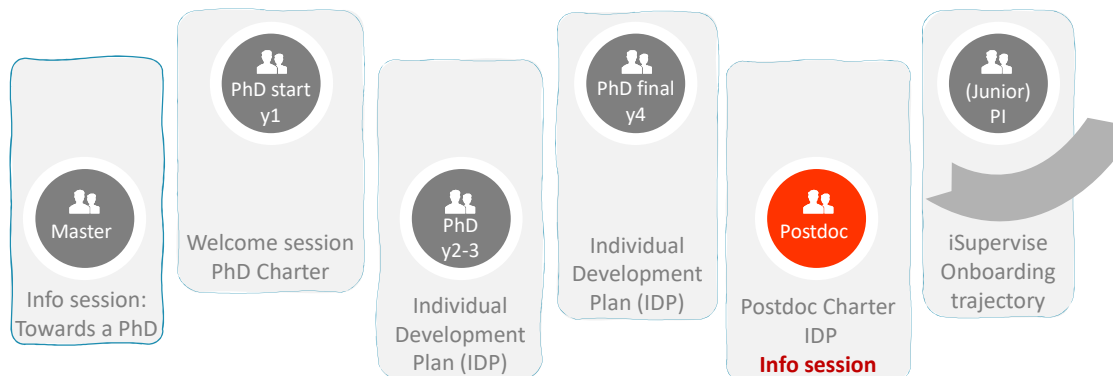 Master
Info session:
Towards a PhD
PhD start
y1
Welcome session
PhD Charter
PhD
y2-3
Individual
Development
Plan (IDP)
PhD final
y4
Individual
Development
Plan (IDP)
Postdoc
Postdoc Charter
IDP
Info session
(Junior)
PI
iSupervise
Onboarding
trajectory